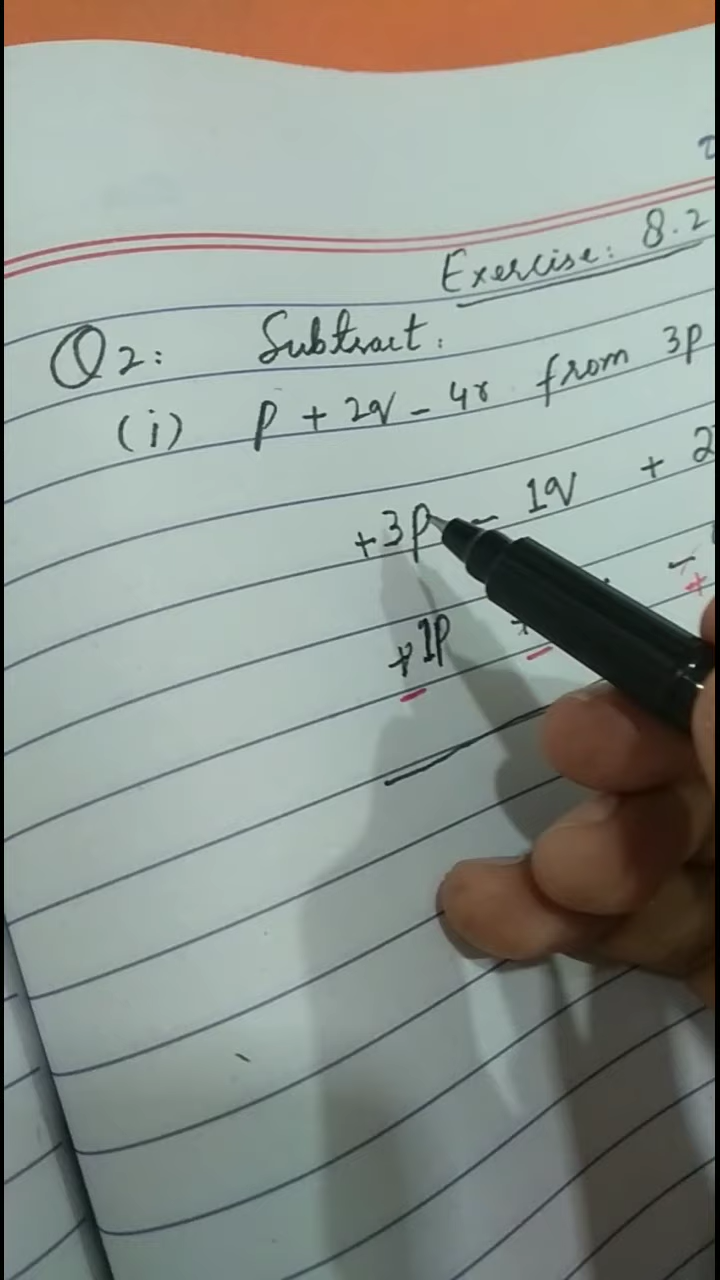 Exercise: 8.2
Q2: Subtract:
(i) p + 2q - 4r from 3p
+3p - 1q + 2
+1p + -
- - +